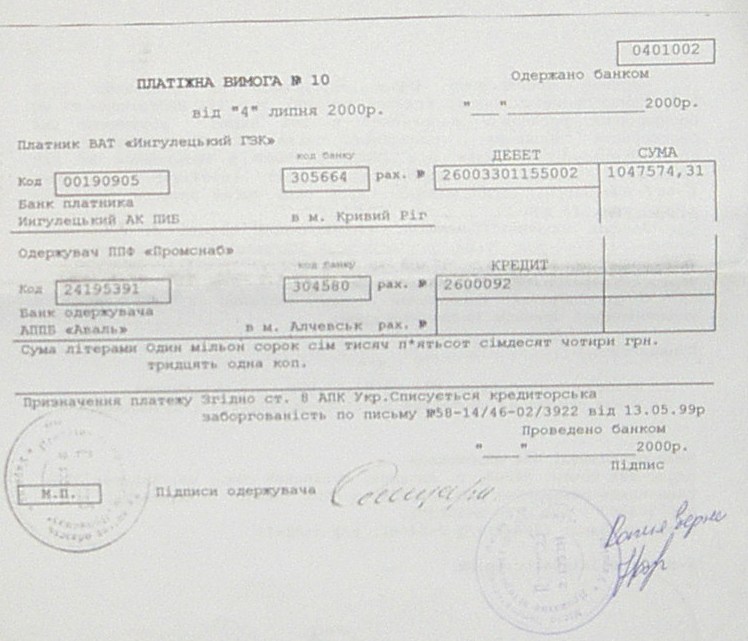 0401002
ПЛАТІЖНА ВИМОГА № 10
Одержано банком
від "4" липня 2000р.
"___"______________2000р.
Платник ВАТ «Ингулецький ГЗК»
код банку ДЕБЕТ СУМА
Код 00190905 305664 рах. № 26003301155002 1047574,31
Банк платника
Ингулецький АК ПИБ в м. Кривий Ріг
Одержувач ППФ «Промснаб»
код банку КРЕДИТ
Код 24195391 304580 рах. № 2600092
Банк одержувача
АППБ «Аваль» в м. Алчевськ рах. №
Сума літерами Один мільон сорок сім тисяч п*ятьсот сімдесят чотири грн.
тридцять одна коп.
Призначення платежу Згідно ст. 8 АПК Укр.Списується кредиторська
заборгованість по письму №58-14/46-02/3922 від 13.05.99р
Проведено банком
"___"___________2000р.
Підпис
М.П. Підписи одержувача